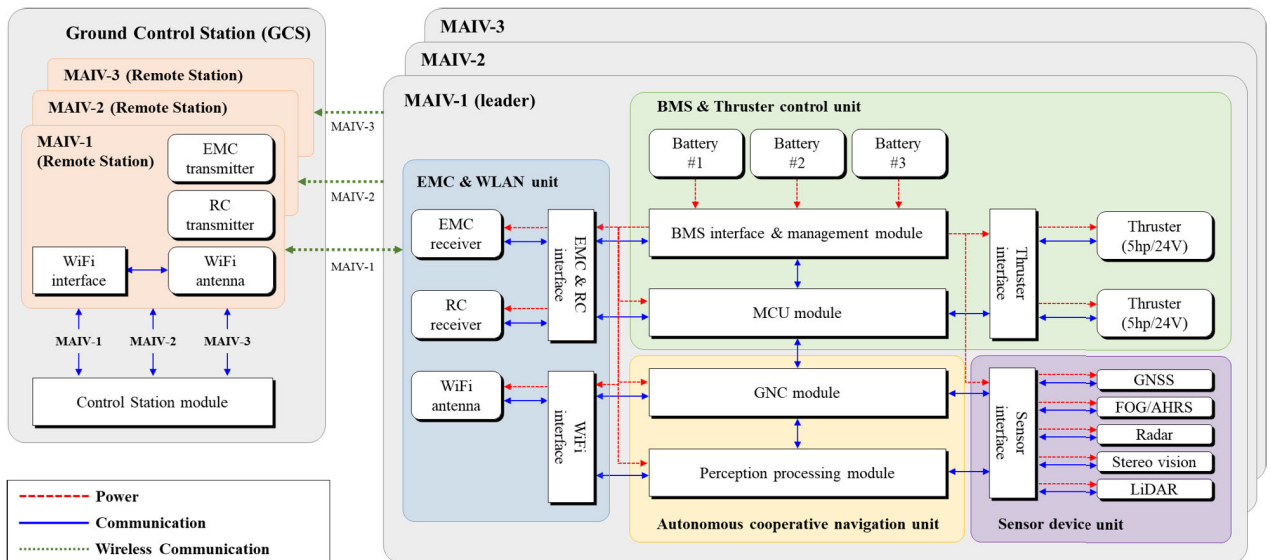 Ground Control Station (GCS)
MAIV-3 (Remote Station)
MAIV-2 (Remote Station)
MAIV-1
(Remote Station)
EMC
transmitter
RC
transmitter
WiFi
interface
WiFi
antenna
MAIV-1
MAIV-2
MAIV-3
Control Station module
Power
Communication
Wireless Communication
MAIV-3
MAIV-2
MAIV-1
MAIV-3
MAIV-2
MAIV-1 (leader)
EMC & WLAN unit
EMC
receiver
RC
receiver
WiFi
antenna
EMC & RC
interface
WiFi
interface
BMS & Thruster control unit
Battery
#1
Battery
#2
Battery
#3
BMS interface & management module
MCU module
Thruster
interface
Thruster
(5hp/24V)
Thruster
(5hp/24V)
GNC module
Perception processing module
Autonomous cooperative navigation unit
Sensor
interface
GNSS
FOG/AHRS
Radar
Stereo vision
LiDAR
Sensor device unit